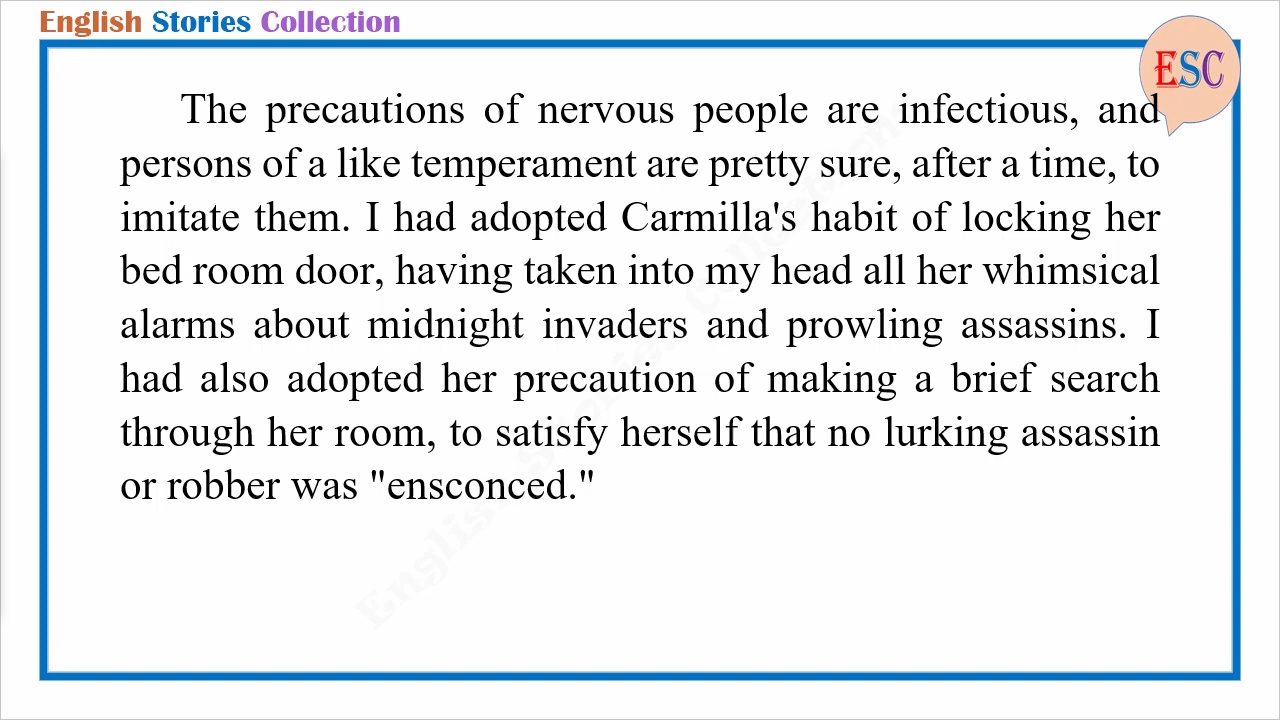 English Stories Collection
ESC
The precautions of nervous people are infectious, and
persons of a like temperament are pretty sure, after a time, to
imitate them. I had adopted Carmilla's habit of locking her
bed room door, having taken into my head all her whimsical
alarms about midnight invaders and prowling assassins. I
had also adopted her precaution of making a brief search
through her room, to satisfy herself that no lurking assassin
or robber was "ensconced."
English Stories Collection